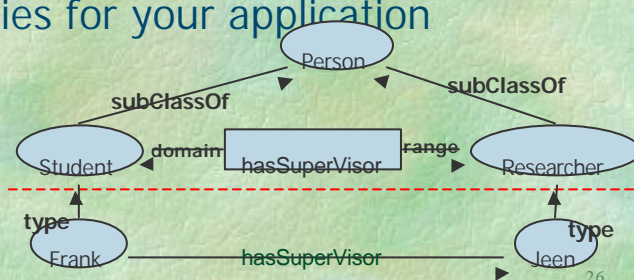 ies for your application
Person
subClassOf
subClassOf
Student
domain
hasSuperVisor
range
Researcher
type
type
Frank
hasSuperVisor
Jeen
26